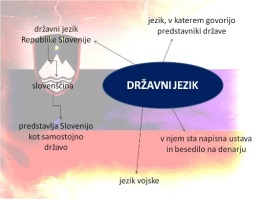 jezik, v katerem govorijo
predstavniki države
državni jezik
Republike Slovenije
DRŽAVNI JEZIK
slovenščina
predstavlja Slovenijo
kot samostojno
državo
v njem sta napisna ustava
in besedilo na denarju
jezik vojske